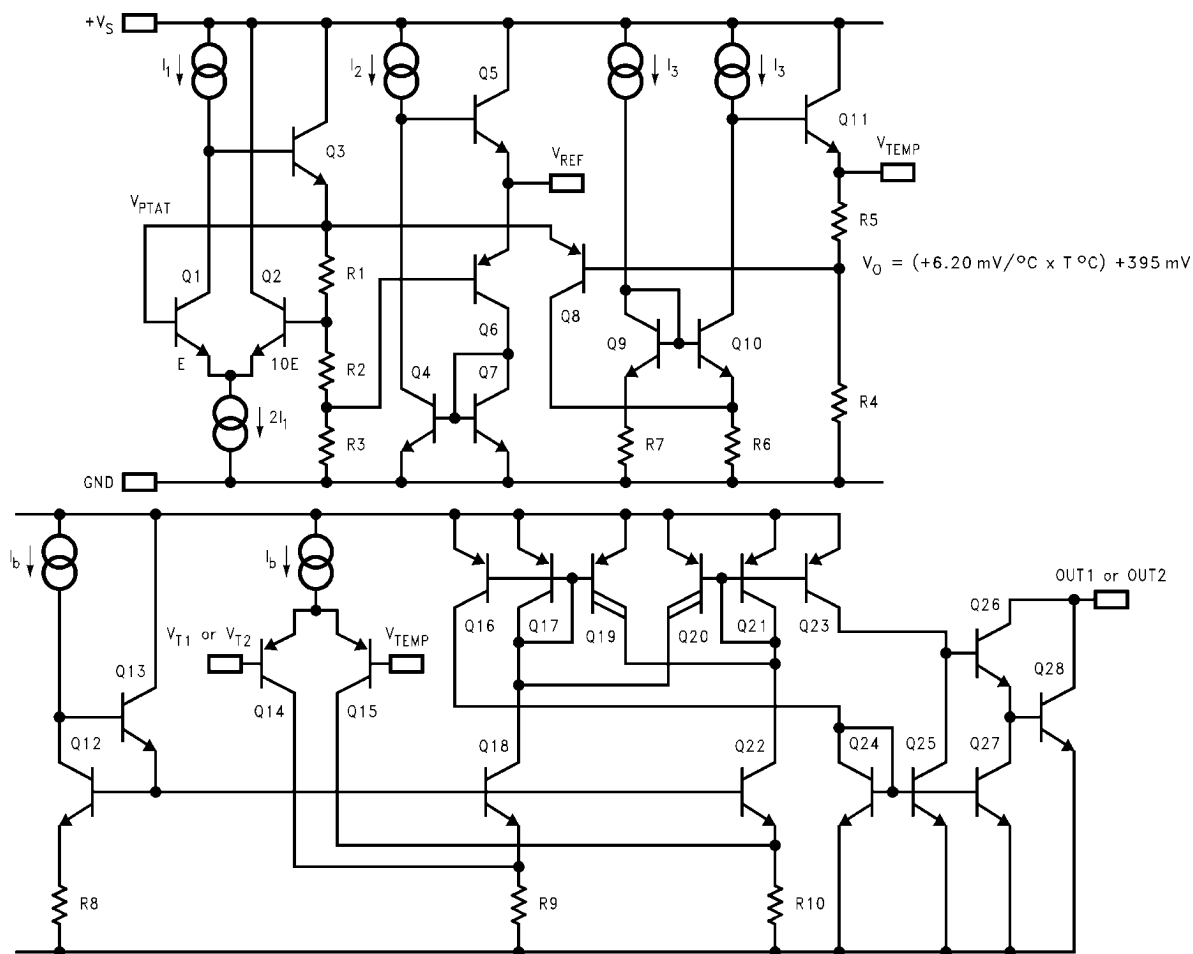 +VS
I1
I2
Q5
I3
I3
Q11
Q3
VREF
VTEMP
VPTAT
R5
Q1
Q2
R1
VO = (+6.20 mV/°C x T °C) +395 mV
Q6
Q8
Q9
Q10
E
10E
R2
Q4
Q7
R4
2I1
R3
R7
R6
GND
Ib
Ib
OUT1 or OUT2
Q26
VT1 or VT2
VTEMP
Q16
Q17
Q19
Q20
Q21
Q23
Q13
Q28
Q14
Q15
Q12
Q18
Q22
Q24
Q25
Q27
R8
R9
R10